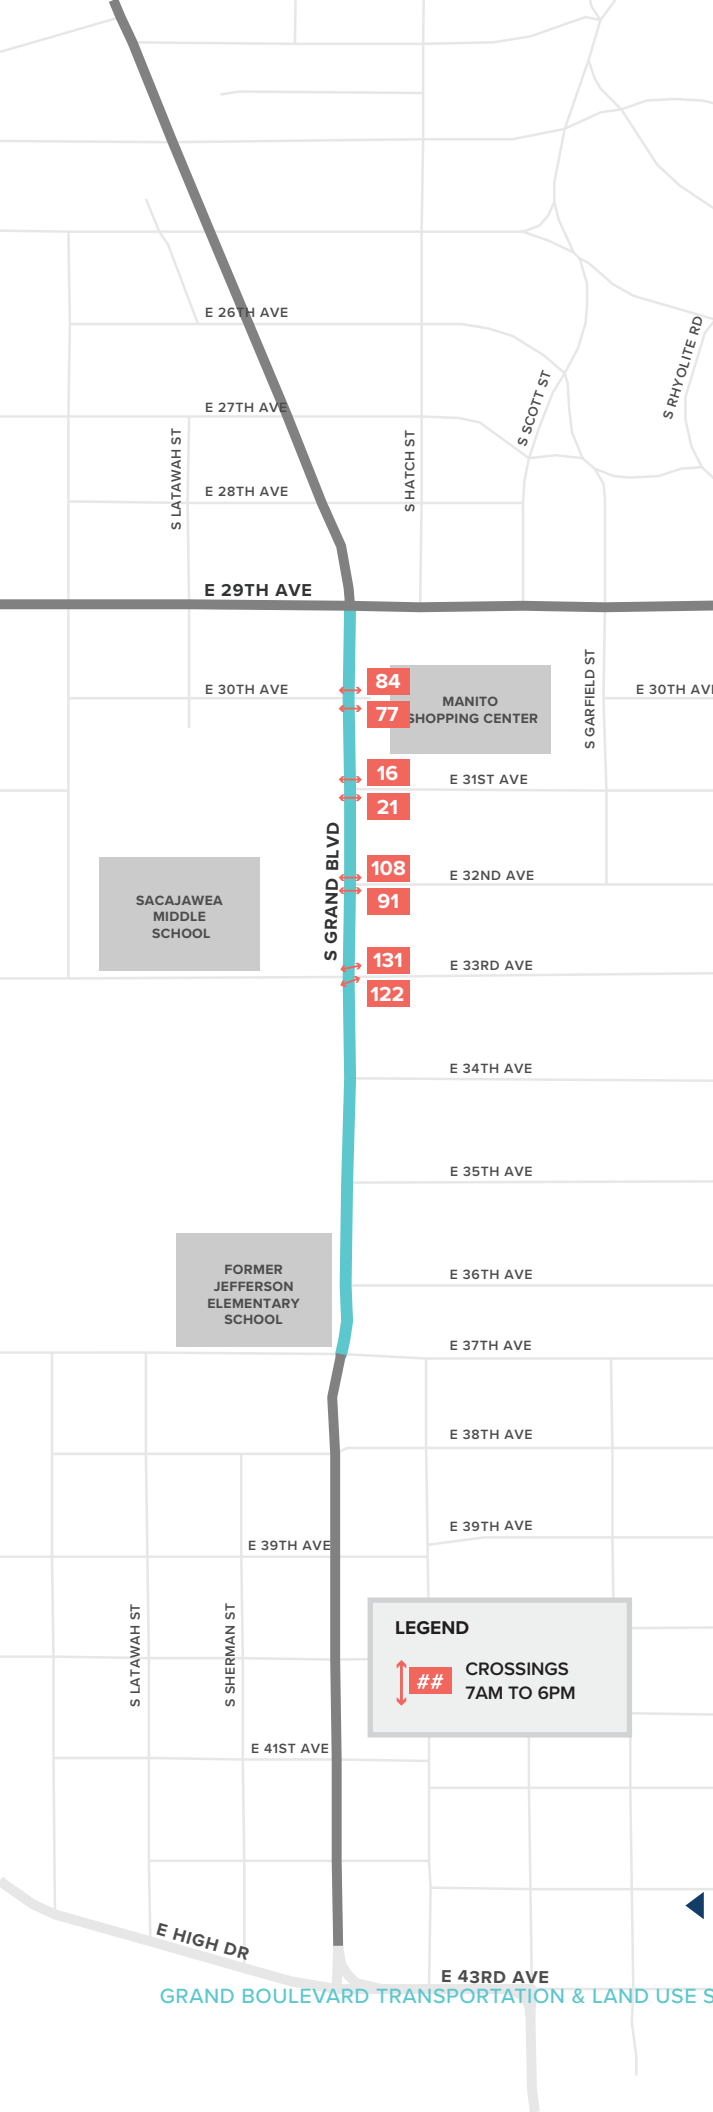 E 26TH AVE
S RHYOLITE RD
S SCOTT ST
E 27TH AVE
S LATAWAH ST
S HATCH ST
E 28TH AVE
E 29TH AVE
S GARFIELD ST
84
E 30TH AVE
E 30TH AVE
MANITO
SHOPPING CENTER
77
16
E 31ST AVE
21
S GRAND BLVD
108
E 32ND AVE
91
SACAJAWEA
MIDDLE
SCHOOL
131
E 33RD AVE
122
E 34TH AVE
E 35TH AVE
FORMER
JEFFERSON
ELEMENTARY
SCHOOL
E 36TH AVE
E 37TH AVE
E 38TH AVE
E 39TH AVE
E 39TH AVE
S LATAWAH ST
S SHERMAN ST
LEGEND
##
CROSSINGS
7AM TO 6PM
E 41ST AVE
E HIGH DR
E 43RD AVE
GRAND BOULEVARD TRANSPORTATION & LAND USE S